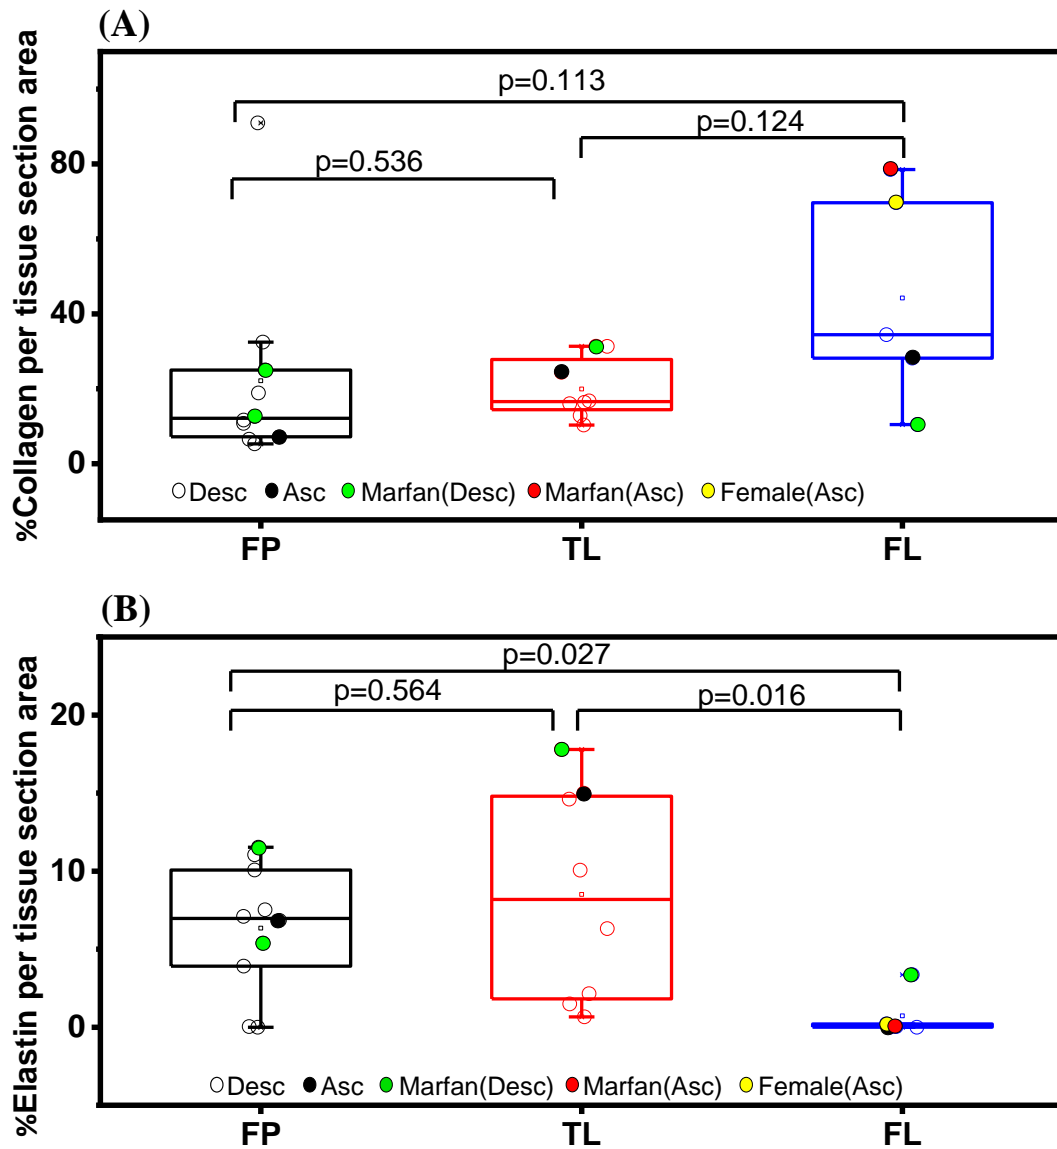 (A)
%Collagen per tissue section area
p=0.113
p=0.124
p=0.536
80
40
0
Desc Asc Marfan(Desc) Marfan(Asc) Female(Asc)
FP TL FL
(B)
%Elastin per tissue section area
p=0.027
p=0.564
p=0.016
20
10
0
Desc Asc Marfan(Desc) Marfan(Asc) Female(Asc)
FP TL FL